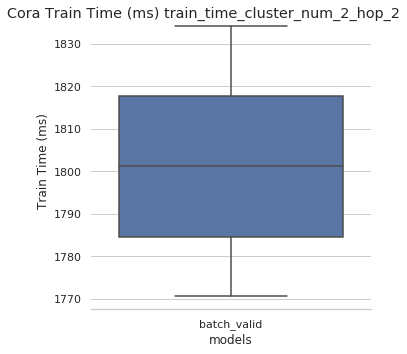 Cora Train Time (ms) train_time_cluster_num_2_hop_2
1830
1820
1810
1800
1790
1780
1770
Train Time (ms)
batch_valid
models